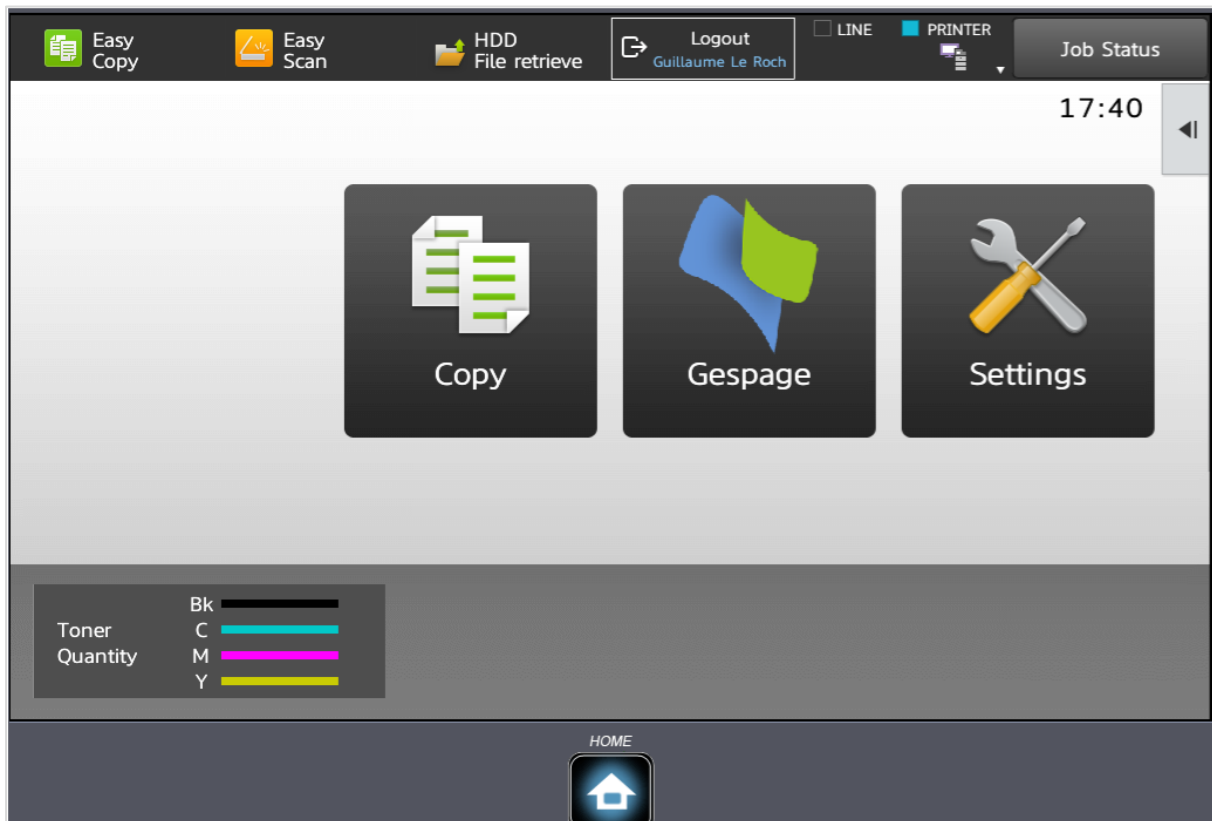 Easy
Copy
Easy
Scan
HDD
File retrieve
Logout
Guillaume Le Roch
LINE
PRINTER
Job Status
17:40
Copy
Gespage
Settings
Toner
Quantity
Bk
C
M
Y
HOME